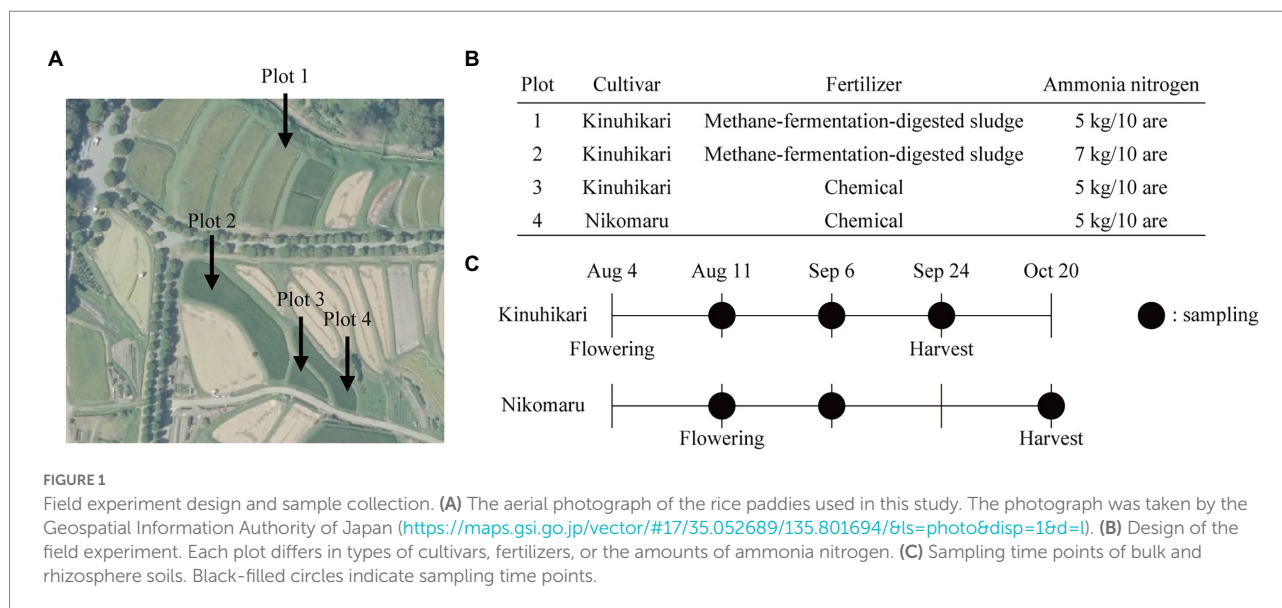 A
Plot 1
Plot 2
Plot 3
Plot 4
B
Plot Cultivar Fertilizer Ammonia nitrogen
1 Kinuhikari Methane-fermentation-digested sludge 5 kg/10 are
2 Kinuhikari Methane-fermentation-digested sludge 7 kg/10 are
3 Kinuhikari Chemical 5 kg/10 are
4 Nikomaru Chemical 5 kg/10 are
C
Aug 4 Aug 11 Sep 6 Sep 24 Oct 20
Kinuhikari
: sampling
Flowering Harvest
Nikomaru
Flowering Harvest
FIGURE 1
Field experiment design and sample collection. (A) The aerial photograph of the rice paddies used in this study. The photograph was taken by the
Geospatial Information Authority of Japan (https://maps.gsi.go.jp/vector/#17/35.052689/135.801694/&ls=photo&disp=1&d=l). (B) Design of the
field experiment. Each plot differs in types of cultivars, fertilizers, or the amounts of ammonia nitrogen. (C) Sampling time points of bulk and
rhizosphere soils. Black-filled circles indicate sampling time points.